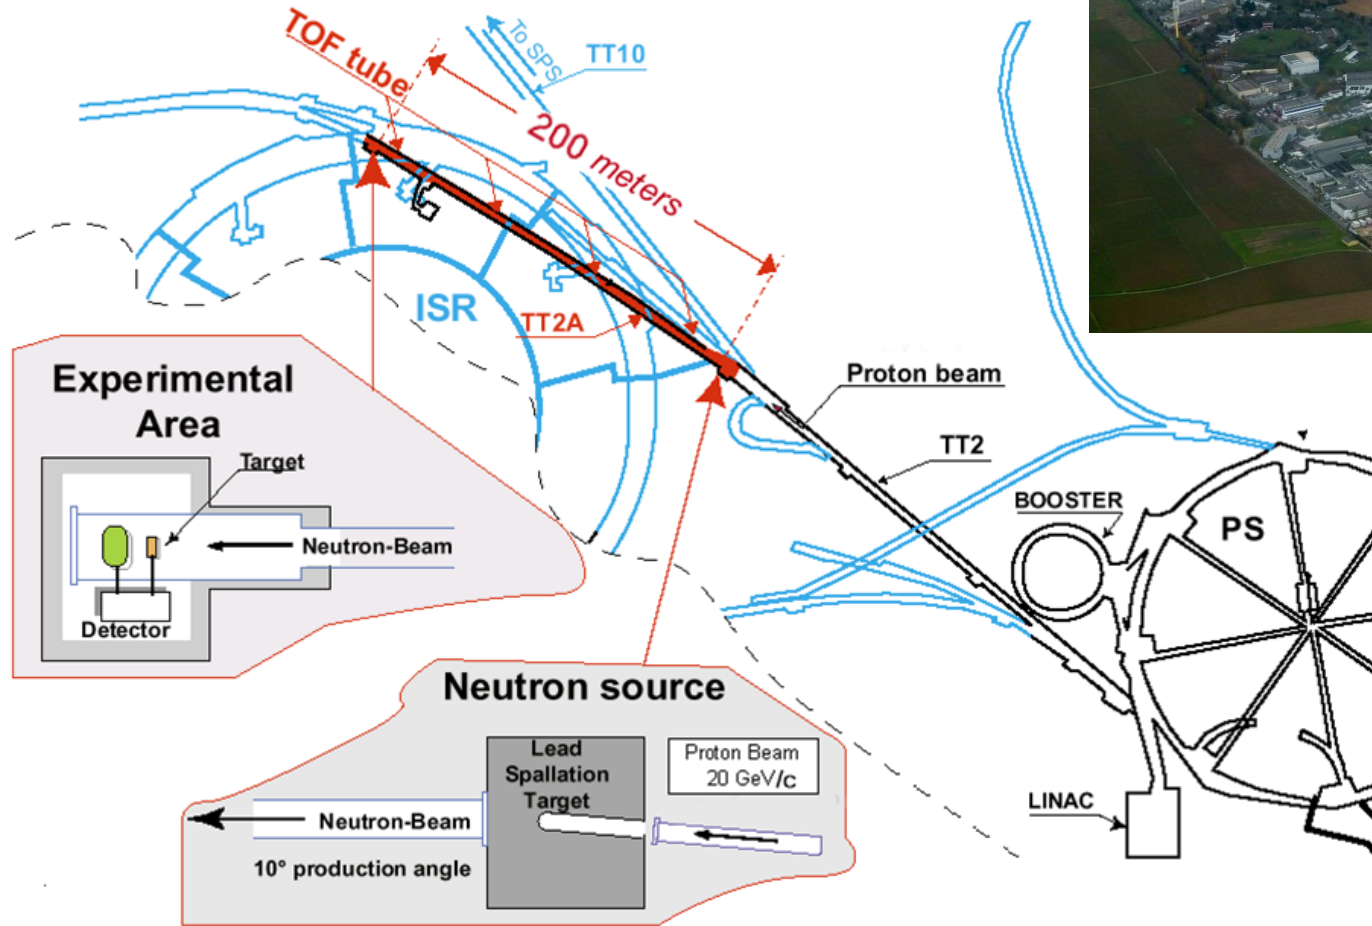 TOF tube
To SPS
TT10
200 meters
ISR
TT2A
Proton beam
TT2
BOOSTER
PS
LINAC
Experimental
Area
Target
Neutron-Beam
Detector
Neutron source
Lead
Spallation
Target
Proton Beam
20 GeV/c
Neutron-Beam
10° production angle